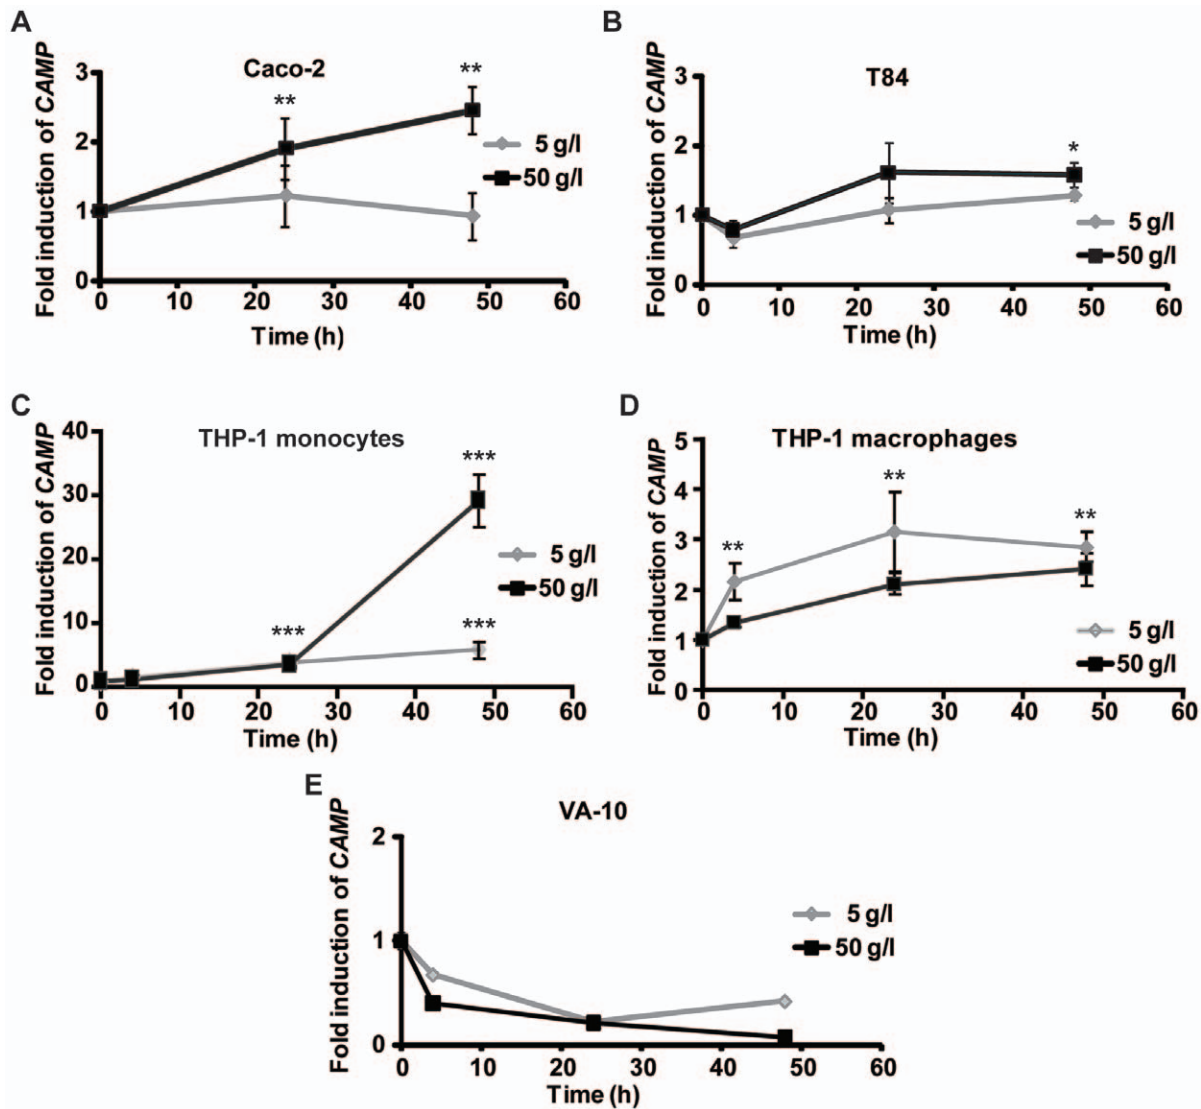 A
Caco-2
Fold induction of CAMP
3
2
1
0
** **
5 g/l
50 g/l
0 10 20 30 40 50 60
Time (h)
B
T84
Fold induction of CAMP
3
2
1
0
*
5 g/l
50 g/l
0 10 20 30 40 50 60
Time (h)
C
THP-1 monocytes
Fold induction of CAMP
40
30
20
10
0
*** *** ***
5 g/l
50 g/l
0 10 20 30 40 50 60
Time (h)
D
THP-1 macrophages
Fold induction of CAMP
5
4
3
2
1
0
** ** **
5 g/l
50 g/l
0 10 20 30 40 50 60
Time (h)
E
VA-10
Fold induction of CAMP
2
1
0
5 g/l
50 g/l
0 10 20 30 40 50 60
Time (h)